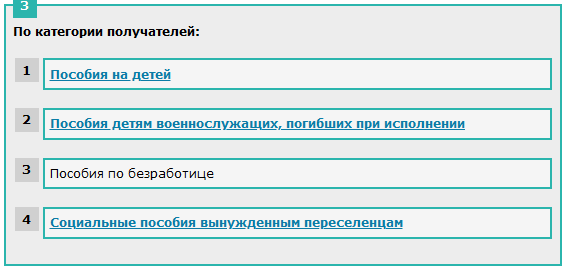 3
По категории получателей:
1 Пособия на детей
2 Пособия детям военнослужащих, погибших при исполнении
3 Пособия по безработице
4 Социальные пособия вынужденным переселенцам